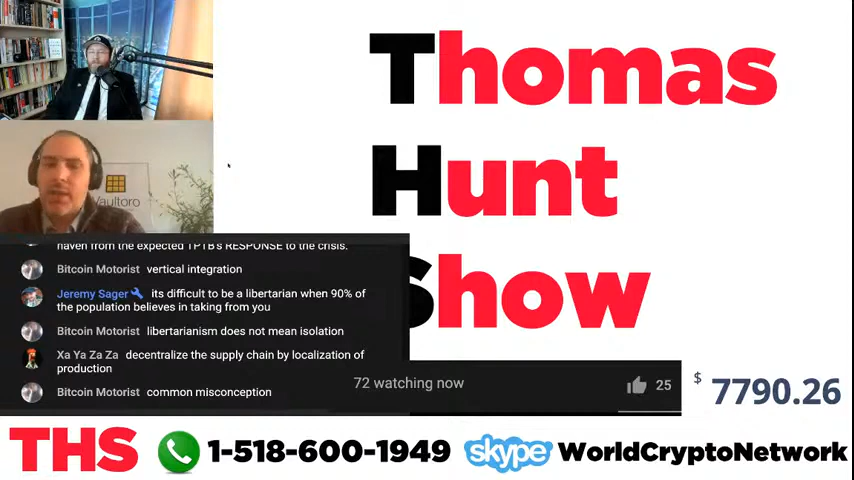 Thomas
Hunt
Show
Vaultoro
haven from the expected TPTB's RESPONSE to the crisis.
Bitcoin Motorist vertical integration
Jeremy Sager its difficult to be a libertarian when 90% of
the population believes in taking from you
Bitcoin Motorist libertarianism does not mean isolation
Xa Ya Za Za decentralize the supply chain by localization of
production
Bitcoin Motorist common misconception
72 watching now
25
$ 7790.26
THS 1-518-600-1949 skype WorldCryptoNetwork